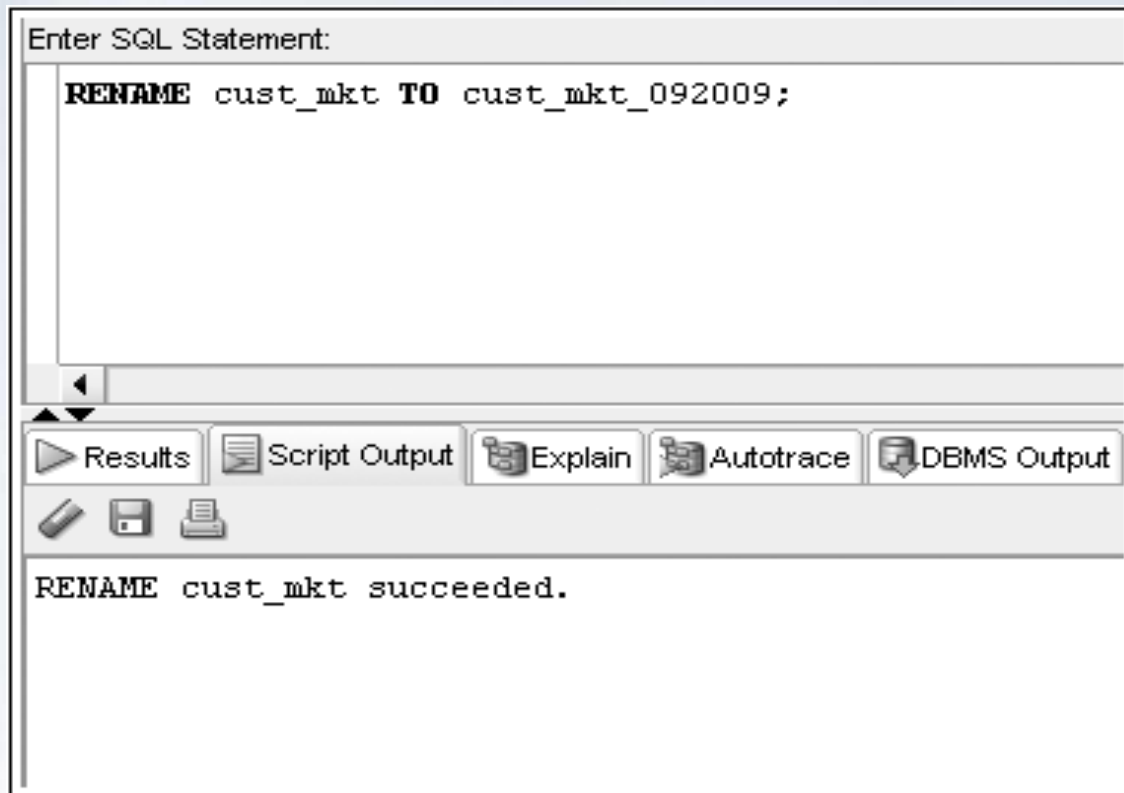 Enter SQL Statement:
RENAME cust_mkt TO cust_mkt_092009;
Results Script Output Explain Autotrace DBMS Output
RENAME cust_mkt succeeded.